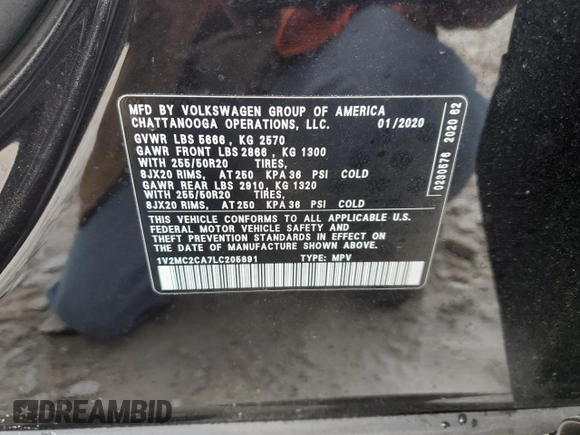 MFD BY VOLKSWAGEN GROUP OF AMERICA
CHATTANOOGA OPERATIONS, LLC. 01/2020
GVWR LBS 5666 , KG 2570
GAWR FRONT LBS 2866 , KG 1300
WITH 255/50R20 TIRES,
8JX20 RIMS, AT 250 KPA 36 PSI COLD
GAWR REAR LBS 2910, KG 1320
WITH 255/50R20 TIRES,
8JX20 RIMS, AT 250 KPA 36 PSI COLD
THIS VEHICLE CONFORMS TO ALL APPLICABLE U.S.
FEDERAL MOTOR VEHICLE SAFETY AND
THEFT PREVENTION STANDARDS IN EFFECT ON
THE DATE OF MANUFACTURE SHOWN ABOVE.
1V2MC2CA7LC205891 TYPE: MPV
0230576 2020 62
DREAMBID